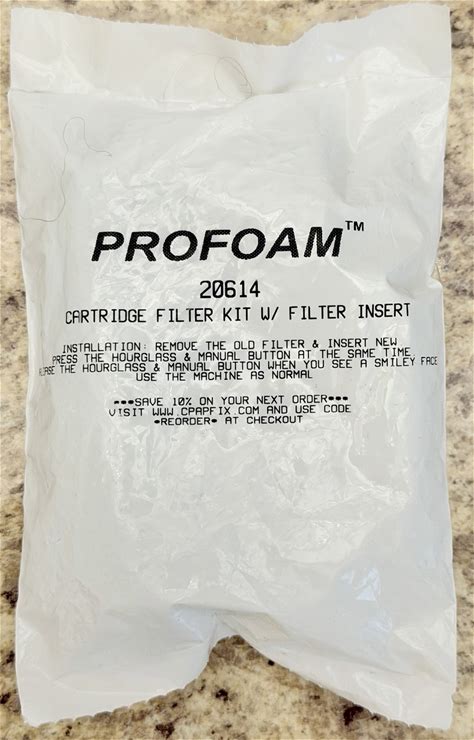 PROFOAM™
20614
CARTRIDGE FILTER KIT W/ FILTER INSERT
INSTALLATION: REMOVE THE OLD FILTER & INSERT NEW
PRESS THE HOURGLASS & MANUAL BUTTON AT THE SAME TIME
THE HOURGLASS & MANUAL BUTTON WHEN YOU SEE A SMILEY FACE
USE THE MACHINE AS NORMAL
***SAVE 10% ON YOUR NEXT ORDER***
VISIT WWW.CPAPFIX.COM AND USE CODE
*REORDER* AT CHECKOUT